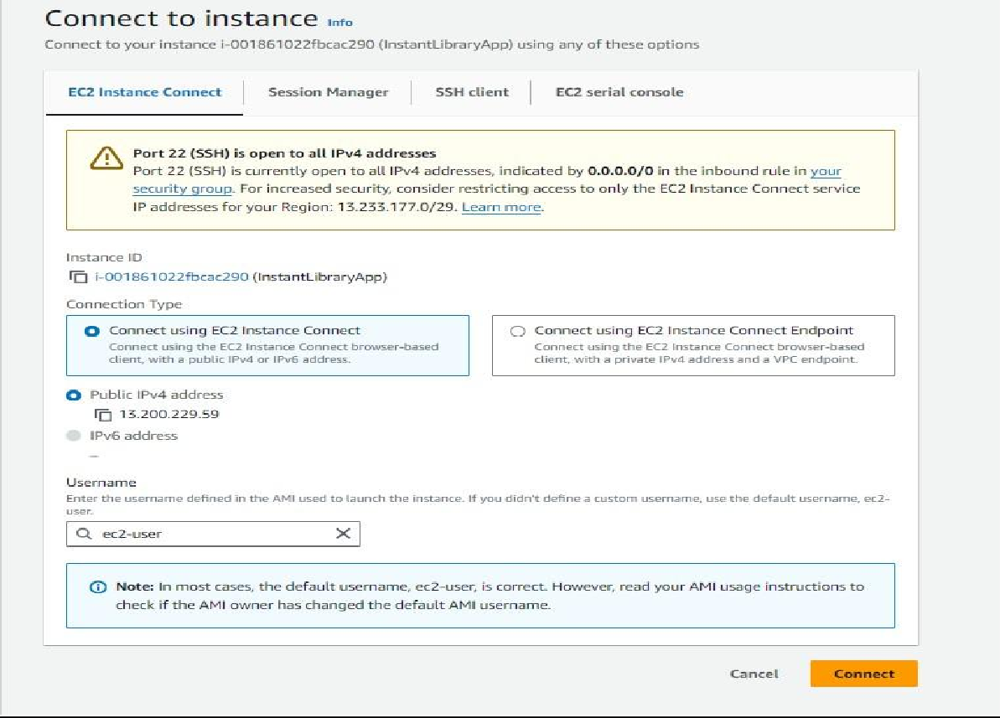 Connect to instance Info
Connect to your instance i-001861022fbcac290 (InstantLibraryApp) using any of these options
EC2 Instance Connect Session Manager SSH client EC2 serial console
Port 22 (SSH) is open to all IPv4 addresses
Port 22 (SSH) is currently open to all IPv4 addresses, indicated by 0.0.0.0/0 in the inbound rule in your
security group. For increased security, consider restricting access to only the EC2 Instance Connect service
IP addresses for your Region: 13.233.177.0/29. Learn more.
Instance ID
i-001861022fbcac290 (InstantLibraryApp)
Connection Type
Connect using EC2 Instance Connect
Connect using the EC2 Instance Connect browser-based
client, with a public IPv4 or IPv6 address.
Connect using EC2 Instance Connect Endpoint
Connect using the EC2 Instance Connect browser-based
client, with a private IPv4 address and a VPC endpoint.
Public IPv4 address
13.200.229.59
IPv6 address
–
Username
Enter the username defined in the AMI used to launch the instance. If you didn't define a custom username, use the default username, ec2-
user.
ec2-user
Note: In most cases, the default username, ec2-user, is correct. However, read your AMI usage instructions to
check if the AMI owner has changed the default AMI username.
Cancel Connect